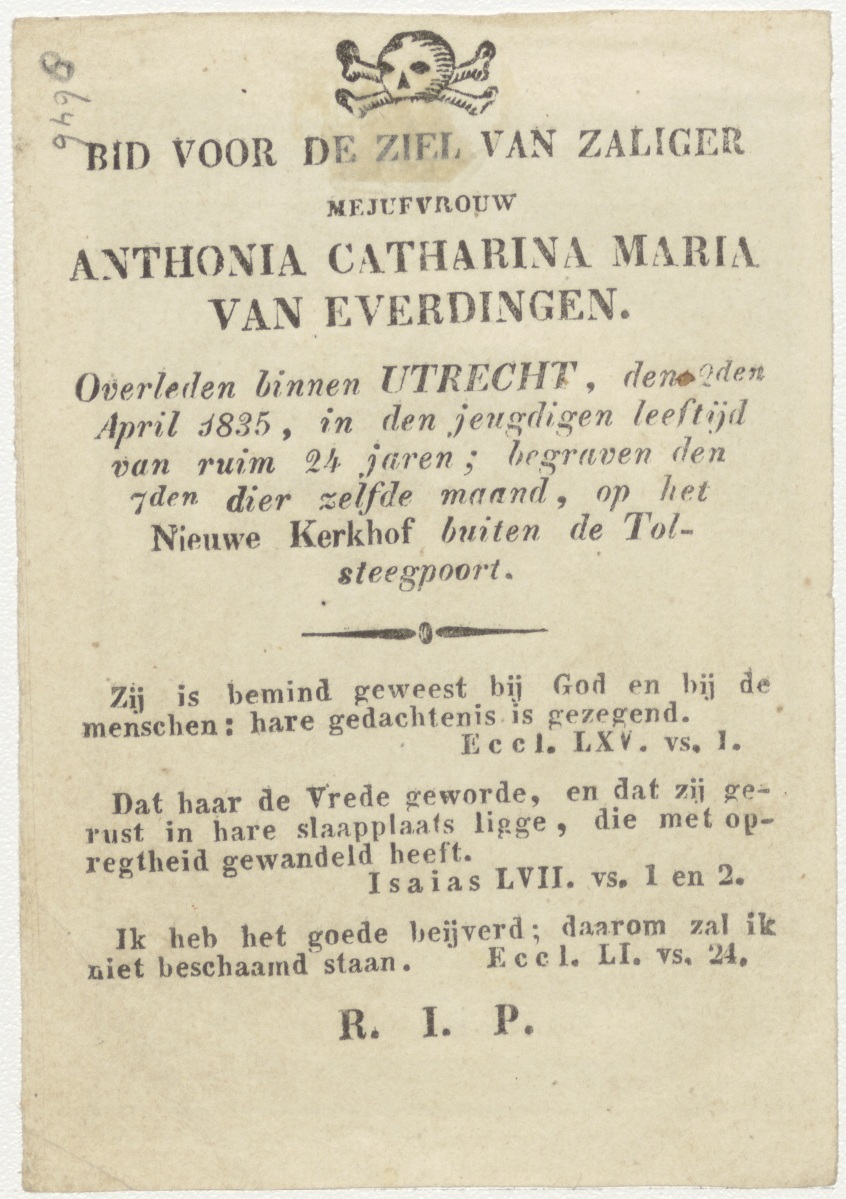 8646
BID VOOR DE ZIEL VAN ZALIGER
MEJUFVROUW
ANTHONIA CATHARINA MARIA
VAN EVERDINGEN.
Overleden binnen UTRECHT, den 2den
April 1835, in den jeugdigen leeftijd
van ruim 24 jaren; begraven den
7den dier zelfde maand, op het
Nieuwe Kerkhof buiten de Tol-
steegpoort.
Zij is bemind geweest bij God en bij de
menschen: hare gedachtenis is gezegend.
Eccl. LXV. vs. 1.
Dat haar de Vrede geworde, en dat zij ge-
rust in hare slaapplaats ligge, die met op-
regtheid gewandeld heeft.
Isaias LVII. vs. 1 en 2.
Ik heb het goede beijverd; daarom zal ik
niet beschaamd staan. Eccl. LI. vs. 24.
R. I. P.